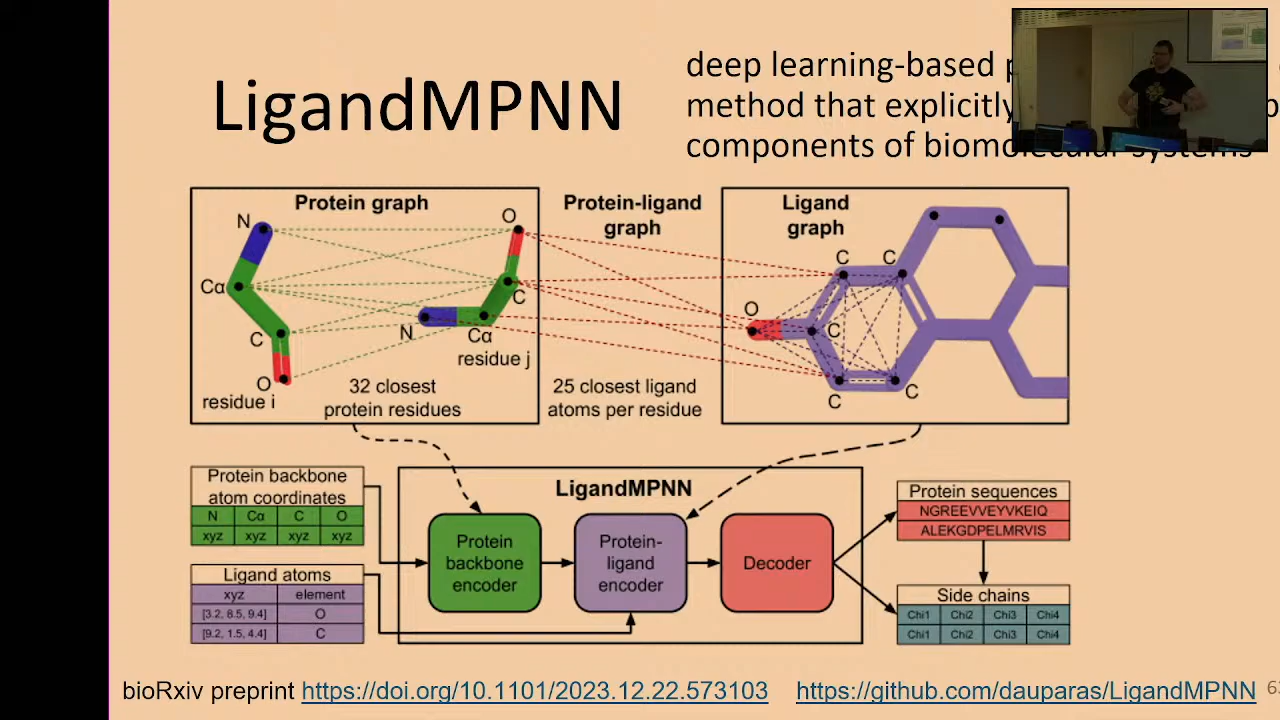 LigandMPNN
deep learning-based
method that explicitly
components of biomolecular systems
Protein graph
N
Cα
C
O
residue i
O
C
N
Cα
residue j
32 closest
protein residues
Protein-ligand
graph
25 closest ligand
atoms per residue
Ligand
graph
C C
O
C
C
C
Protein backbone
atom coordinates
N Cα C O
xyz xyz xyz xyz
Ligand atoms
xyz element
[3.2, 6.5, 9.4] O
[9.2, 1.5, 4.4] C
LigandMPNN
Protein
backbone
encoder
Protein-
ligand
encoder
Decoder
Protein sequences
NGREEVVEYVKEIQ
ALEKGDPELMRVIS
Side chains
Chi1 Chi2 Chi3 Chi4
Chi1 Chi2 Chi3 Chi4
bioRxiv preprint https://doi.org/10.1101/2023.12.22.573103 https://github.com/dauparas/LigandMPNN